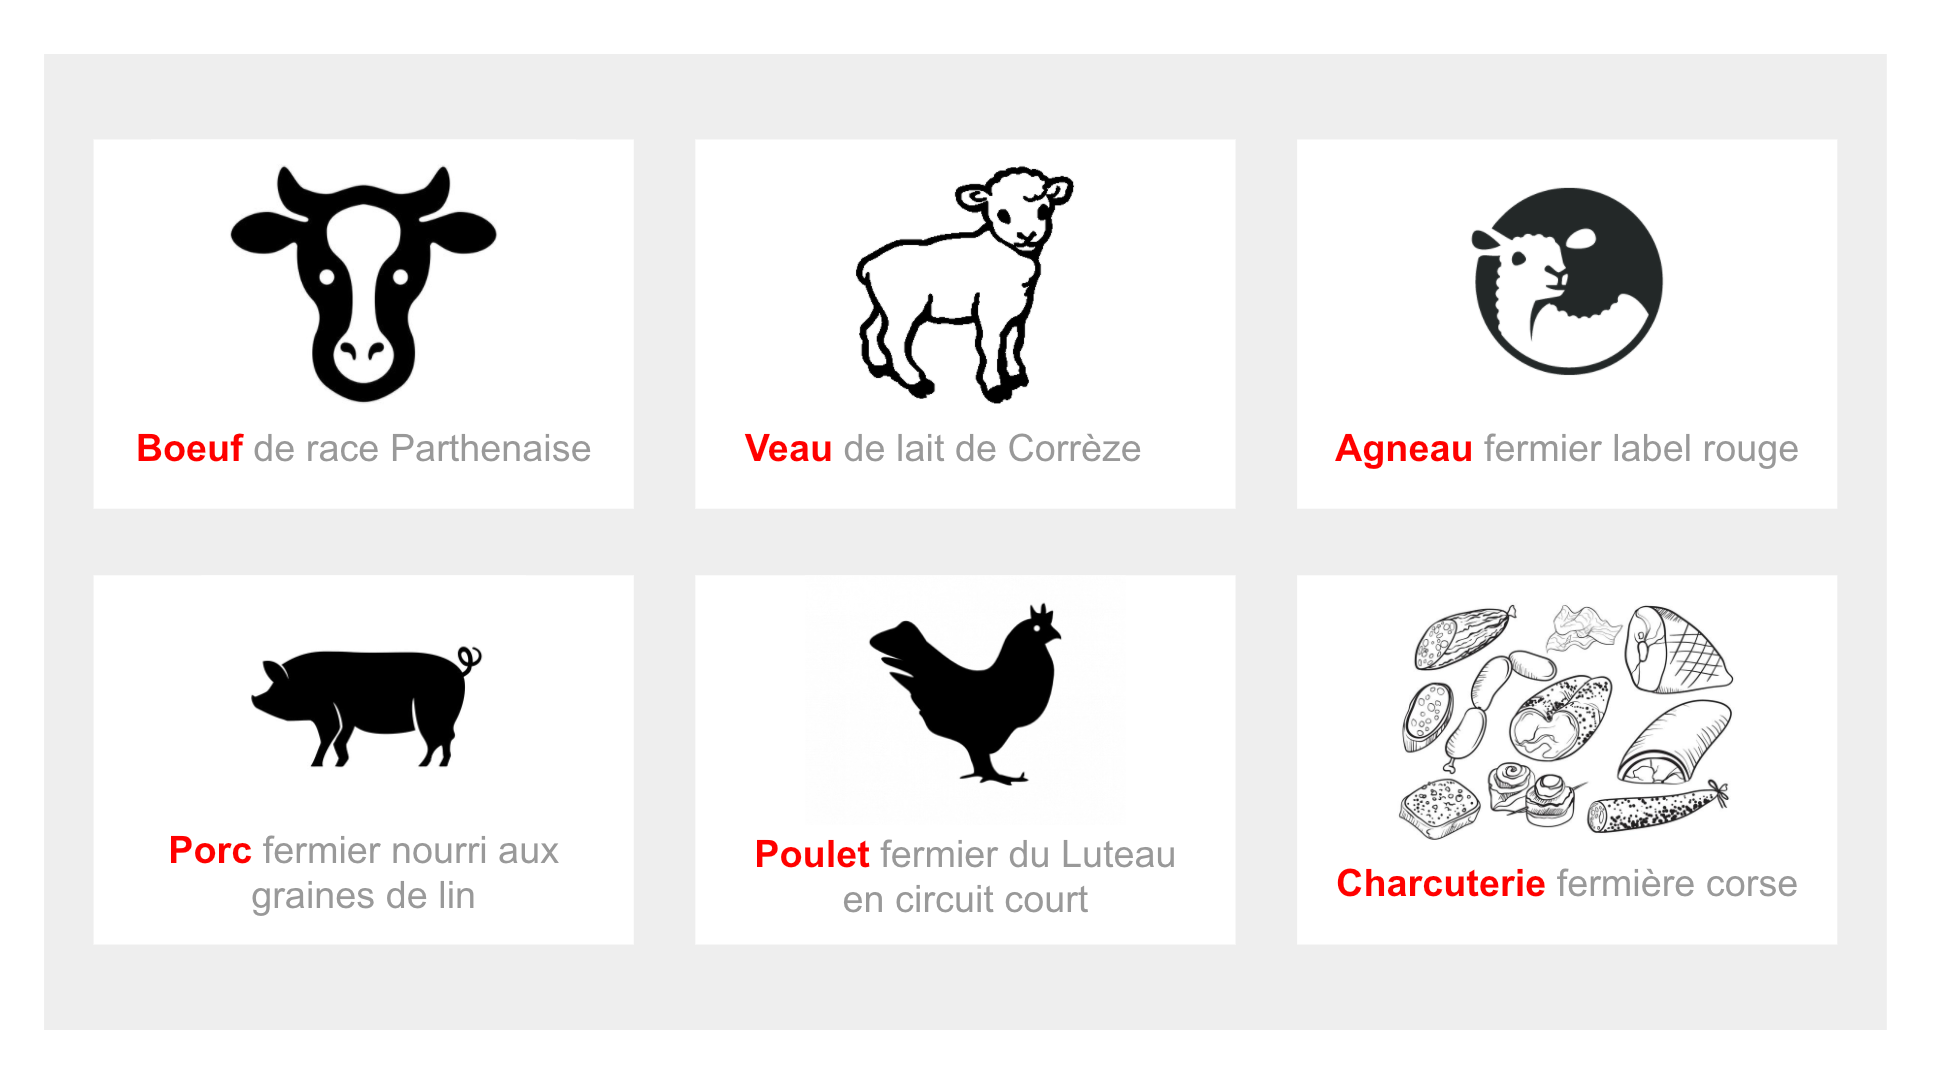 Boeuf de race Parthenaise
Veau de lait de Corrèze
Agneau fermier label rouge
Porc fermier nourri aux
graines de lin
Poulet fermier du Luteau
en circuit court
Charcuterie fermière corse